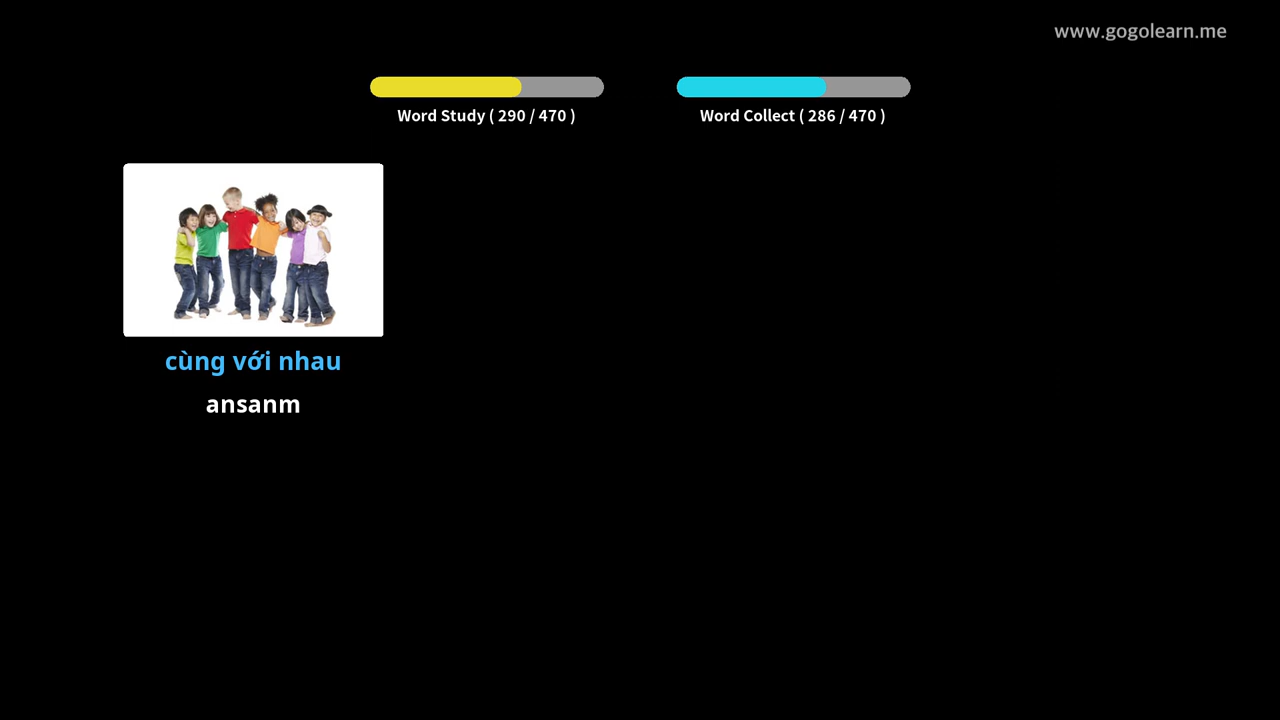 www.gogolearn.me
Word Study ( 290 / 470 )
Word Collect ( 286 / 470 )
cùng với nhau
ansanm